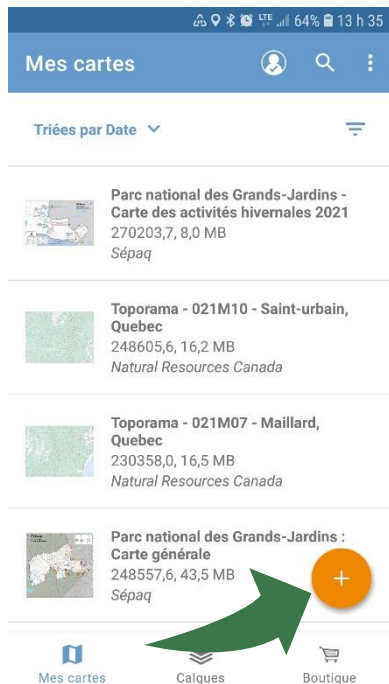 LTE 64% 13 h 35
Mes cartes
Triées par Date
Parc national des Grands-Jardins -
Carte des activités hivernales 2021
270203,7, 8,0 MB
Sépaq
Toporama - 021M10 - Saint-urbain,
Quebec
248605,6, 16,2 MB
Natural Resources Canada
Toporama - 021M07 - Maillard,
Quebec
230358,0, 16,5 MB
Natural Resources Canada
Parc national des Grands-Jardins :
Carte générale
248557,6, 43,5 MB
Sépaq
+
Mes cartes Calques Boutique